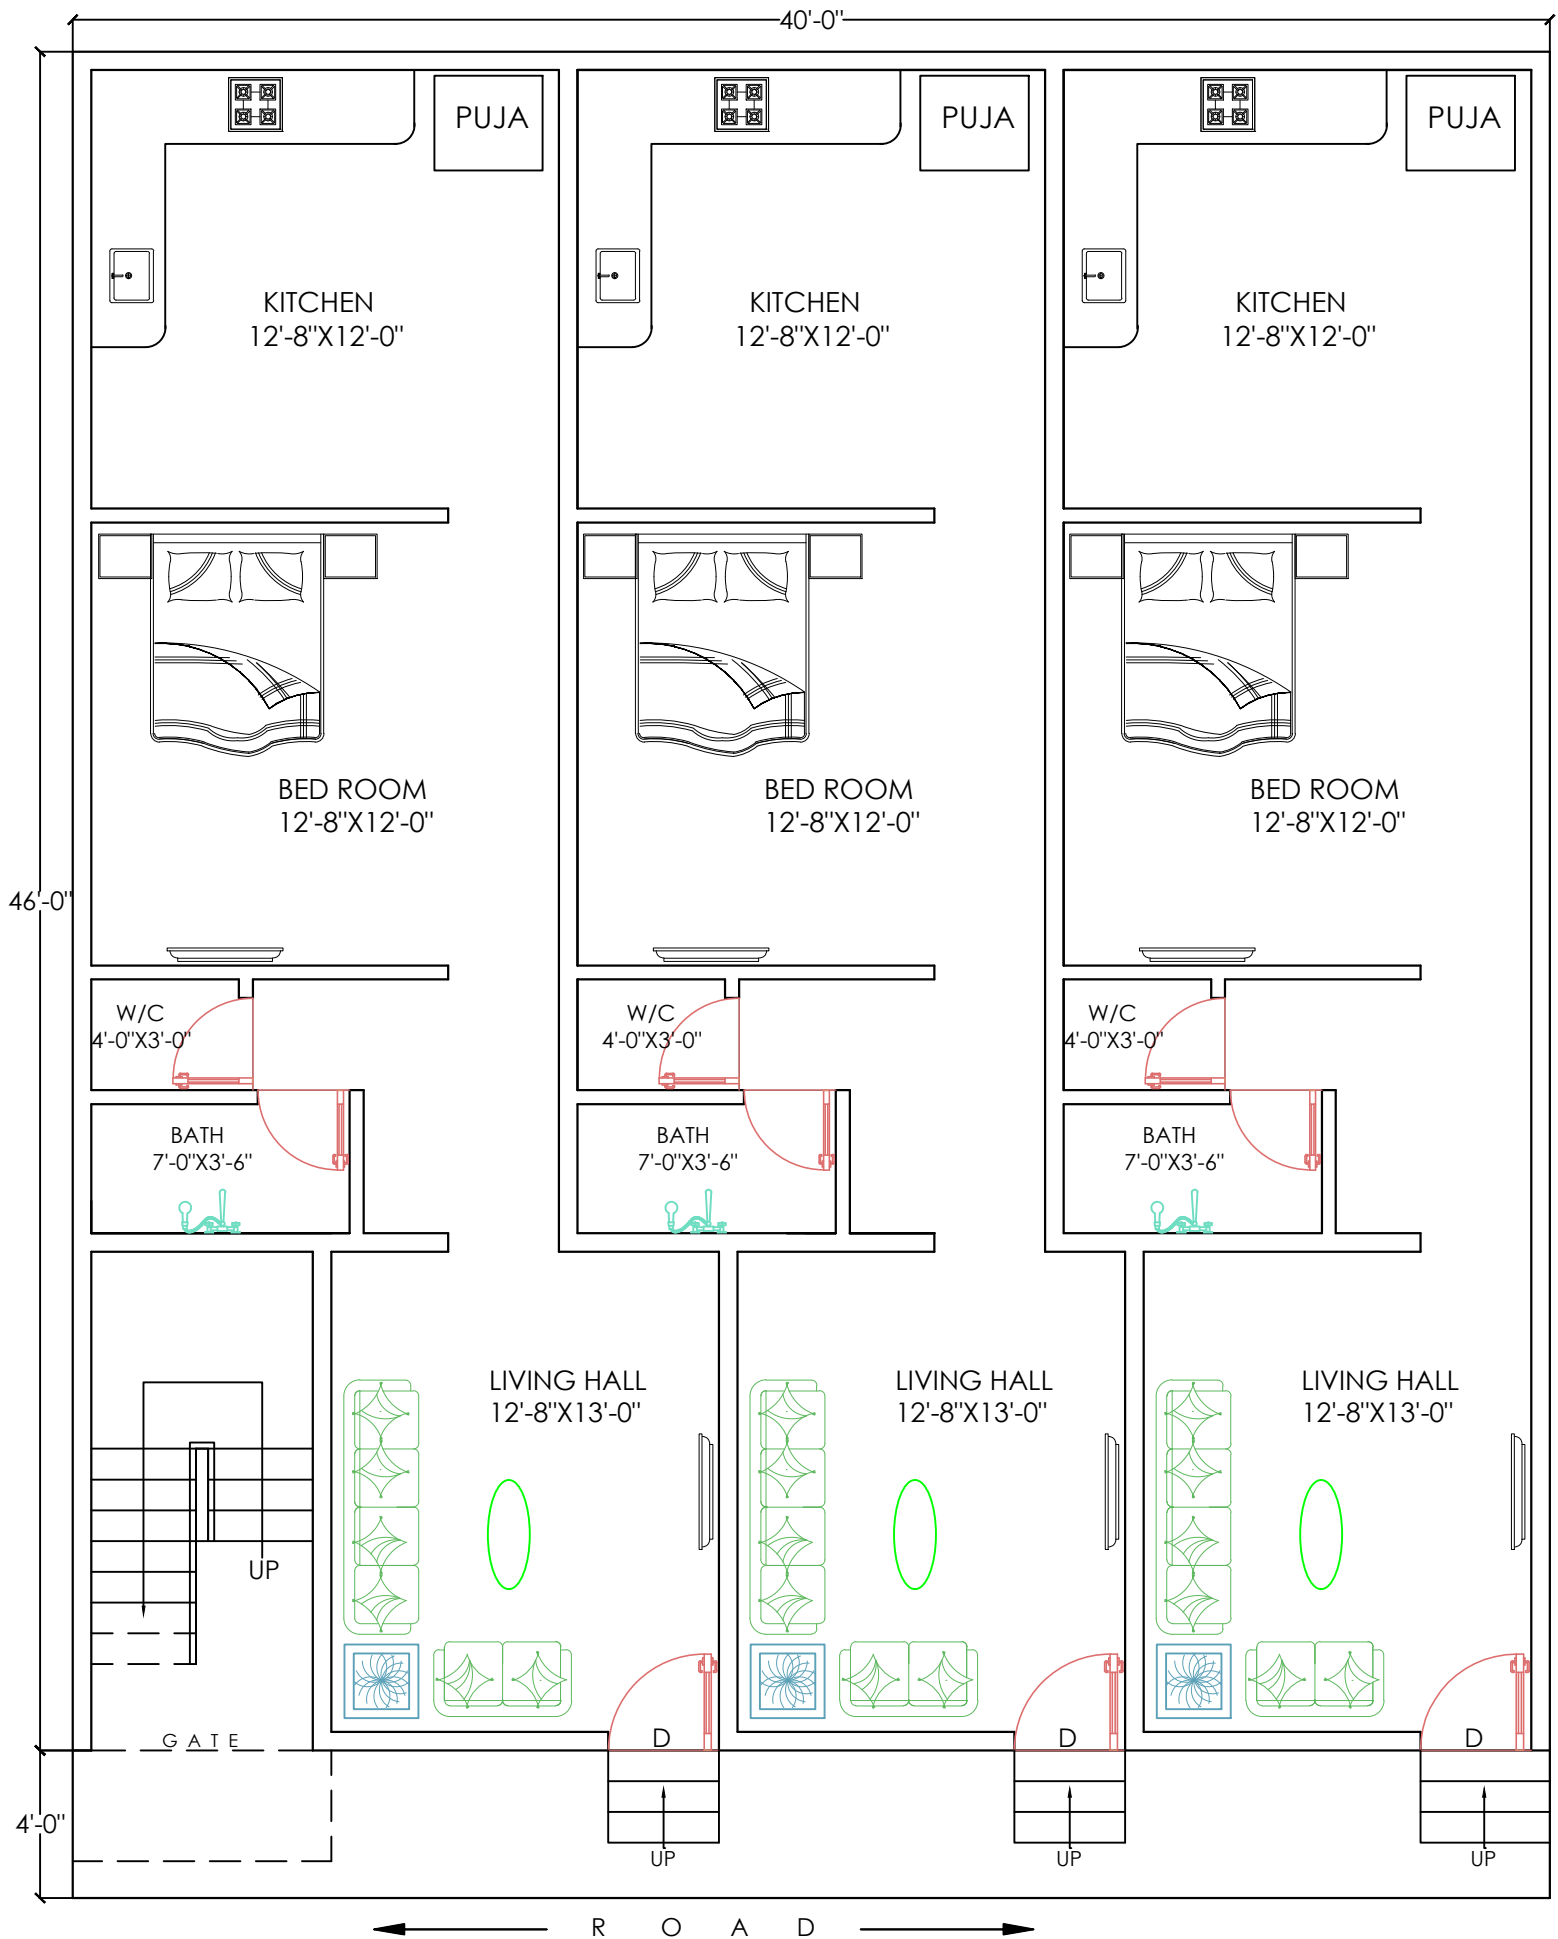 40'-0"
PUJA
PUJA
PUJA
KITCHEN
12'-8"X12'-0"
KITCHEN
12'-8"X12'-0"
KITCHEN
12'-8"X12'-0"
BED ROOM
12'-8"X12'-0"
BED ROOM
12'-8"X12'-0"
BED ROOM
12'-8"X12'-0"
46'-0"
W/C
4'-0"X3'-0"
W/C
4'-0"X3'-0"
W/C
4'-0"X3'-0"
BATH
7'-0"X3'-6"
BATH
7'-0"X3'-6"
BATH
7'-0"X3'-6"
LIVING HALL
12'-8"X13'-0"
LIVING HALL
12'-8"X13'-0"
LIVING HALL
12'-8"X13'-0"
UP
GATE
D
D
D
4'-0"
UP
UP
UP
ROAD